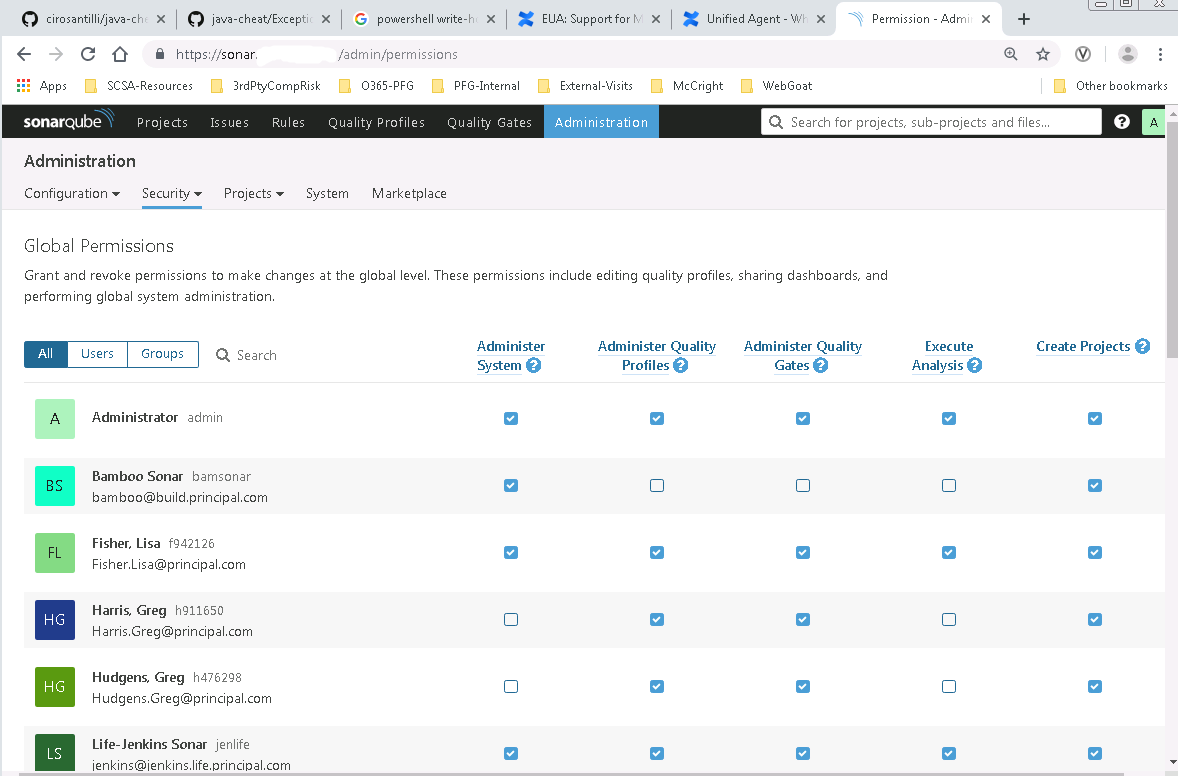 cirosantilli/java-che
java-cheat/Excepti
powershell write-h
EUA: Support for M
Unified Agent - Wh
Permission - Admi
https://sonar. /admin/permissions
Apps SCSA-Resources 3rdPtyCompRisk O365-PFG PFG-Internal External-Visits McCright WebGoat Other bookmarks
sonarqube Projects Issues Rules Quality Profiles Quality Gates Administration Search for projects, sub-projects and files... ? A
Administration
Configuration Security Projects System Marketplace
Global Permissions
Grant and revoke permissions to make changes at the global level. These permissions include editing quality profiles, sharing dashboards, and
performing global system administration.
All Users Groups Search
Administer System ?
Administer Quality Profiles ?
Administer Quality Gates ?
Execute Analysis ?
Create Projects ?
A Administrator admin
BS Bamboo Sonar bamsonar
bamboo@build.principal.com
FL Fisher, Lisa f942126
Fisher.Lisa@principal.com
HG Harris, Greg h911650
Harris.Greg@principal.com
HG Hudgens, Greg h476298
Hudgens.Greg@principal.com
LS Life-Jenkins Sonar jenlife
jenkins@jenkins.life.principal.com